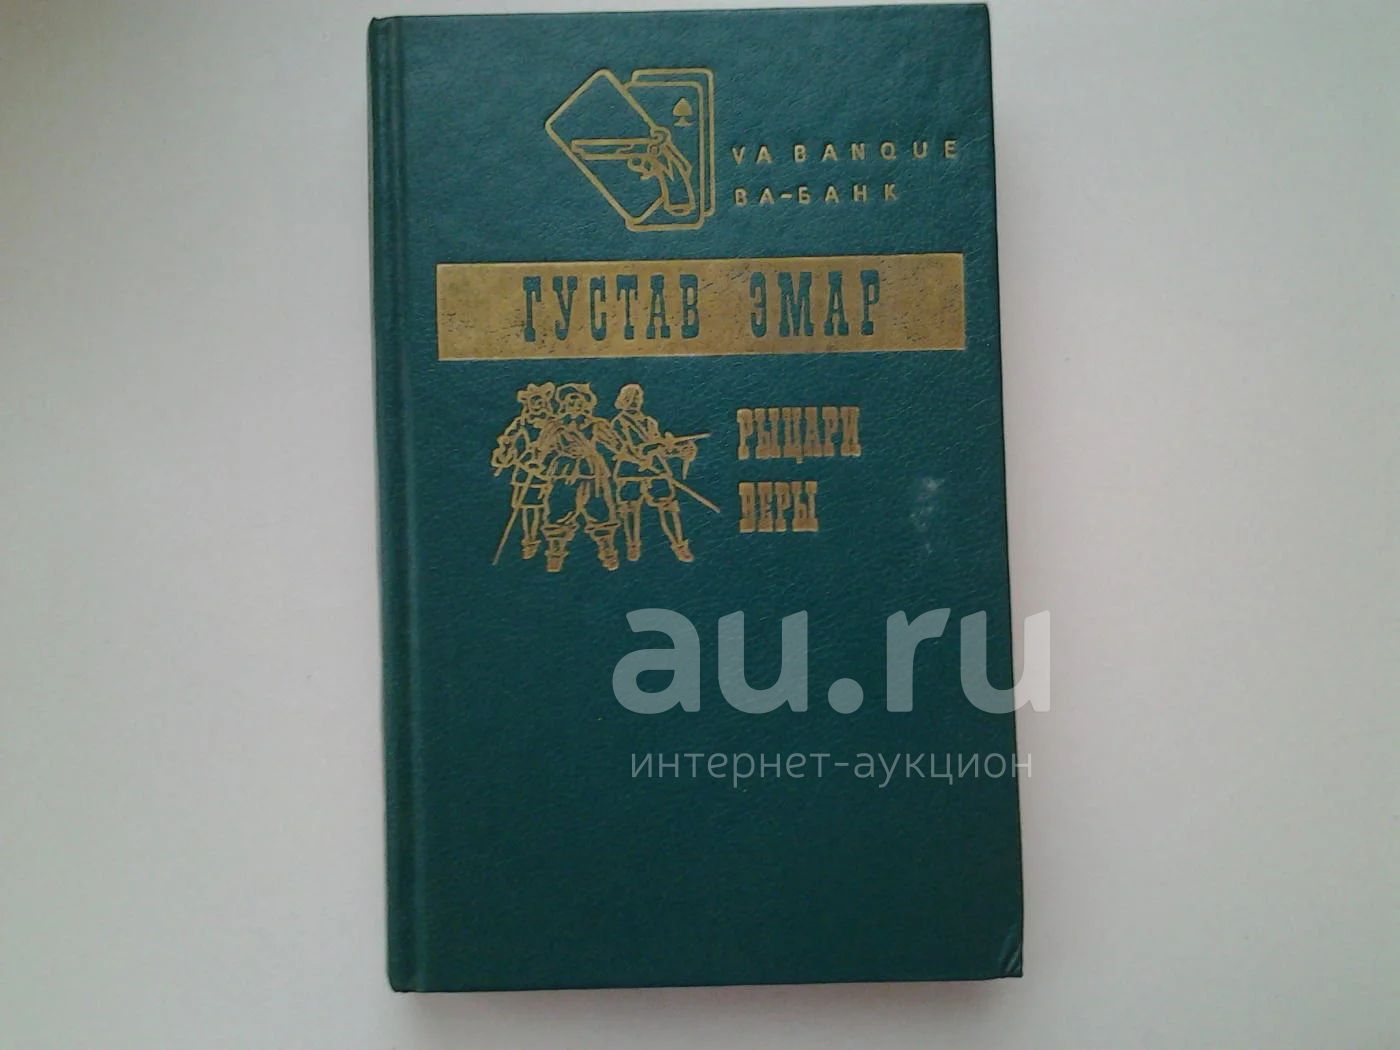 VA BANQUE
ВА-БАНК
ГУСТАВ ЭМАР
РЫЦАРИ
ВЕРЫ
au.ru
интернет-аукцион